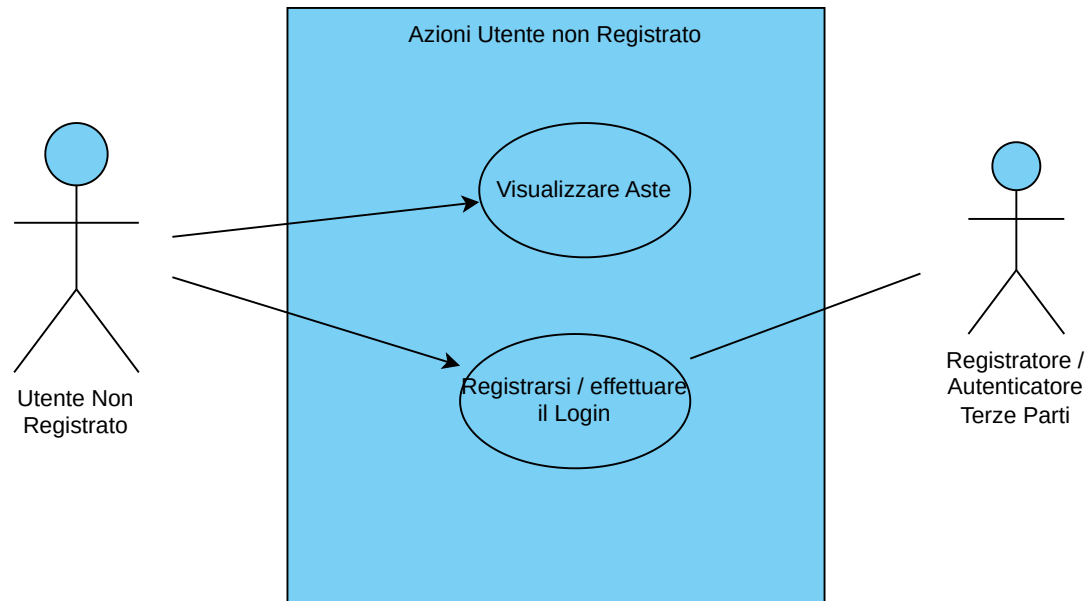 Azioni Utente non Registrato
Visualizzare Aste
Registrarsi / effettuare
il Login
Utente Non
Registrato
Registratore /
Autenticatore
Terze Parti